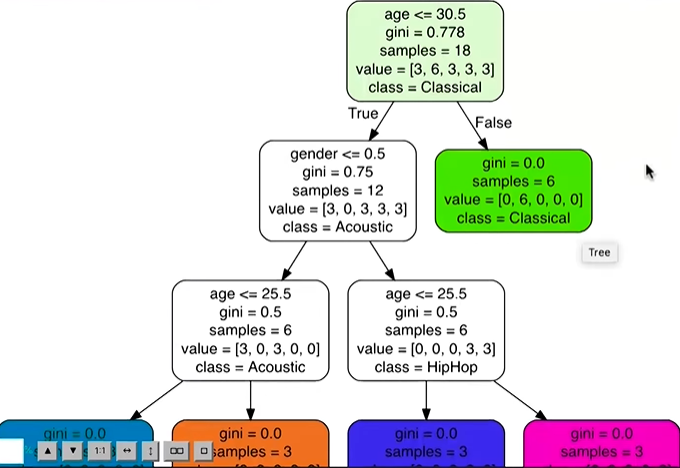 age <= 30.5
gini = 0.778
samples = 18
value = [3, 6, 3, 3, 3]
class = Classical
True
False
gender <= 0.5
gini = 0.75
samples = 12
value = [3, 0, 3, 3, 3]
class = Acoustic
gini = 0.0
samples = 6
value = [0, 6, 0, 0, 0]
class = Classical
Tree
age <= 25.5
gini = 0.5
samples = 6
value = [3, 0, 3, 0, 0]
class = Acoustic
age <= 25.5
gini = 0.5
samples = 6
value = [0, 0, 0, 3, 3]
class = HipHop
gini = 0.0
1:1
gini = 0.0
samples = 3
gini = 0.0
samples = 3
gini = 0.0
samples = 3